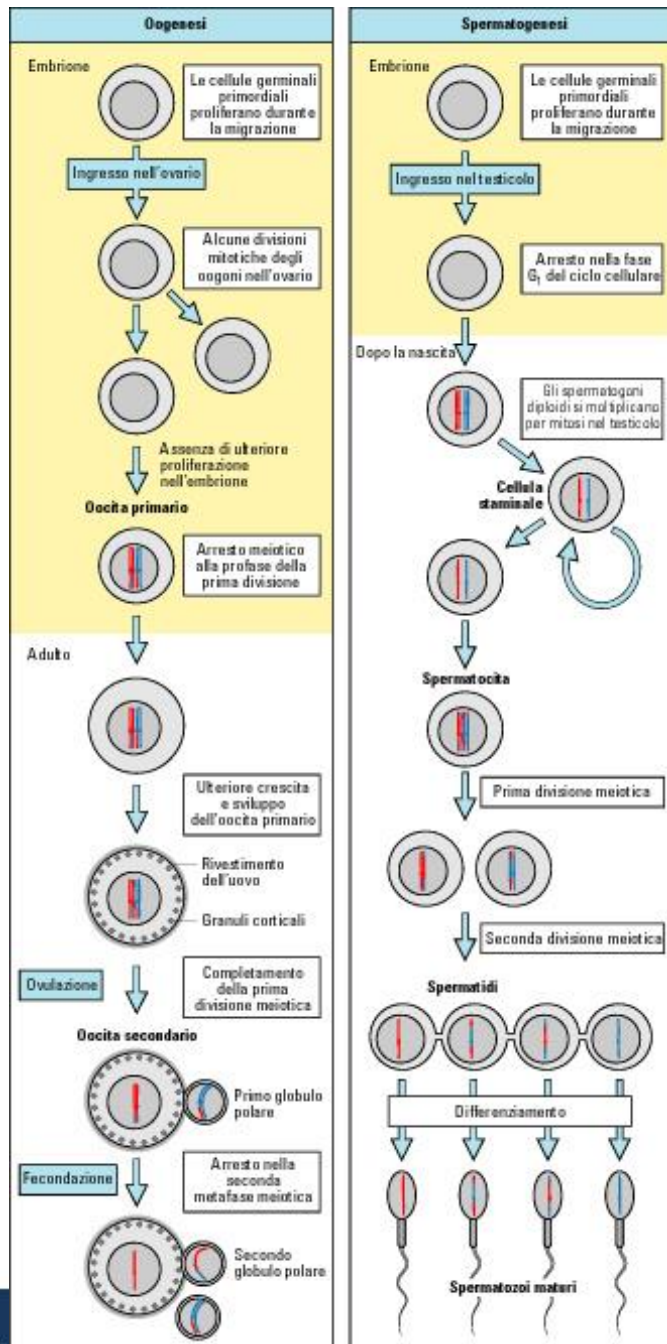 Oogenesi
Embrione
Le cellule germinali
primordiali
proliferano durante
la migrazione
Ingresso nell'ovario
Alcune divisioni
mitotiche degli
oogoni nell'ovario
Assenza di ulteriore
proliferazione
nell'embrione
Oocita primario
Arresto meiotico
alla profase della
prima divisione
Adulto
Ulteriore crescita
e sviluppo
dell'oocita primario
Rivestimento
dell'uovo
Granuli corticali
Ovulazione
Completamento
della prima
divisione meiotica
Oocita secondario
Primo globulo
polare
Fecondazione
Arresto nella
seconda
metafase meiotica
Secondo
globulo polare
Spermatogenesi
Embrione
Le cellule germinali
primordiali
proliferano durante
la migrazione
Ingresso nel testicolo
Arresto nella fase
G₁ del ciclo cellulare
Dopo la nascita
Gli spermatogoni
diploidi si moltiplicano
per mitosi nel testicolo
Cellula
staminale
Spermatocita
Prima divisione meiotica
Seconda divisione meiotica
Spermatidi
Differenziamento
Spermatozoi maturi